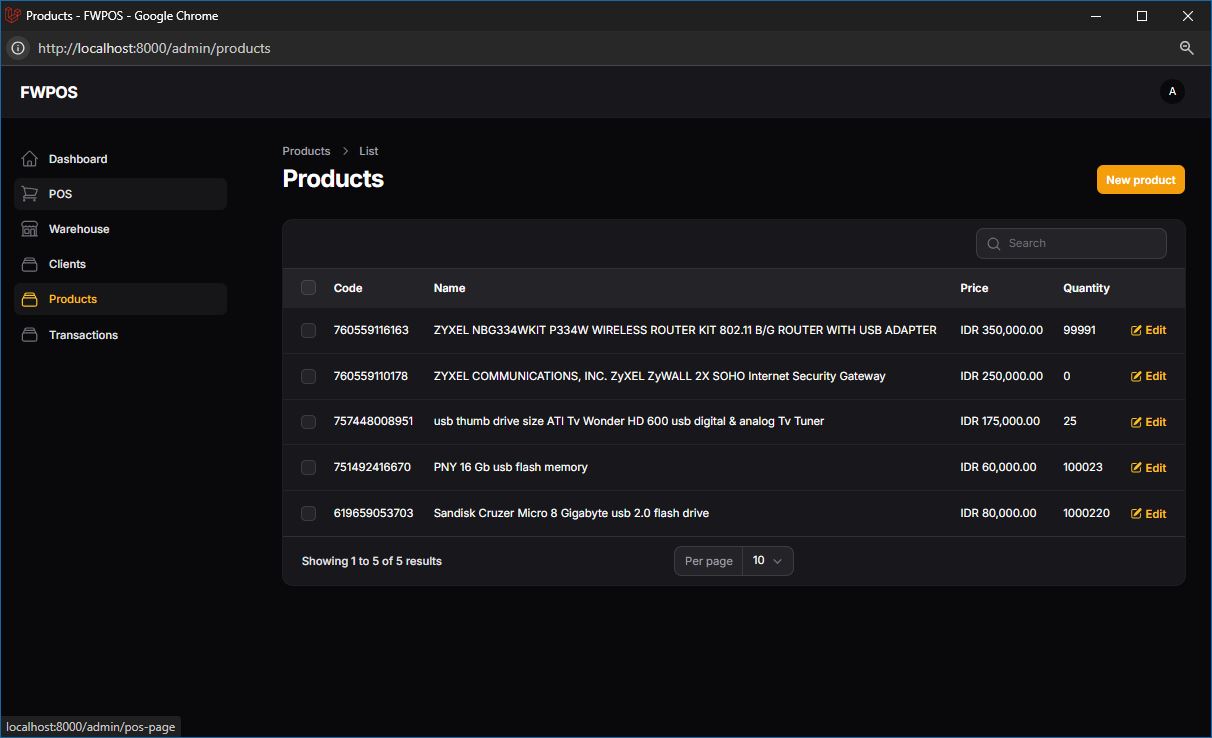 Products - FWPOS - Google Chrome
http://localhost:8000/admin/products
FWPOS
A
Dashboard
POS
Warehouse
Clients
Products
Transactions
Products > List
Products
New product
Search
Code Name Price Quantity
760559116163 ZYXEL NBG334WKIT P334W WIRELESS ROUTER KIT 802.11 B/G ROUTER WITH USB ADAPTER IDR 350,000.00 99991 Edit
760559110178 ZYXEL COMMUNICATIONS, INC. ZyXEL ZyWALL 2X SOHO Internet Security Gateway IDR 250,000.00 0 Edit
757448008951 usb thumb drive size ATI Tv Wonder HD 600 usb digital & analog Tv Tuner IDR 175,000.00 25 Edit
751492416670 PNY 16 Gb usb flash memory IDR 60,000.00 100023 Edit
619659053703 Sandisk Cruzer Micro 8 Gigabyte usb 2.0 flash drive IDR 80,000.00 1000220 Edit
Showing 1 to 5 of 5 results Per page 10
localhost:8000/admin/pos-page